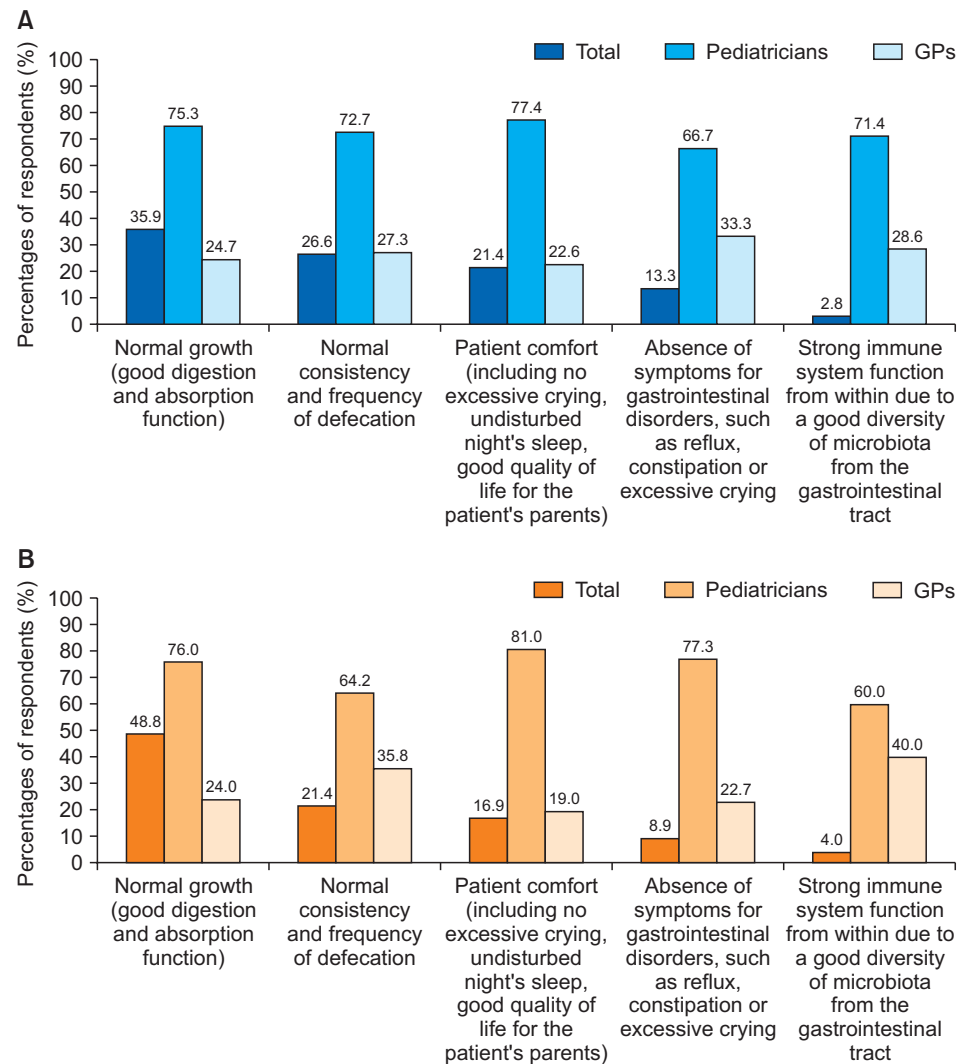 A
Total Pediatricians GPs
Percentages of respondents (%)
100
90
80
70
60
50
40
30
20
10
0
35.9 75.3 24.7
26.6 72.7 27.3
21.4 77.4 22.6
13.3 66.7 33.3
2.8 71.4 28.6
Normal growth
(good digestion
and absorption
function)
Normal
consistency
and frequency
of defecation
Patient comfort
(including no
excessive crying,
undisturbed
night's sleep,
good quality of
life for the
patient's parents)
Absence of
symptoms for
gastrointestinal
disorders, such
as reflux,
constipation or
excessive crying
Strong immune
system function
from within due to
a good diversity
of microbiota
from the
gastrointestinal
tract
B
Total Pediatricians GPs
Percentages of respondents (%)
100
90
80
70
60
50
40
30
20
10
0
48.8 76.0 24.0
21.4 64.2 35.8
16.9 81.0 19.0
8.9 77.3 22.7
4.0 60.0 40.0
Normal growth
(good digestion
and absorption
function)
Normal
consistency
and frequency
of defecation
Patient comfort
(including no
excessive crying,
undisturbed
night's sleep,
good quality of
life for the
patient's parents)
Absence of
symptoms for
gastrointestinal
disorders, such
as reflux,
constipation or
excessive crying
Strong immune
system function
from within due to
a good diversity
of microbiota
from the
gastrointestinal
tract